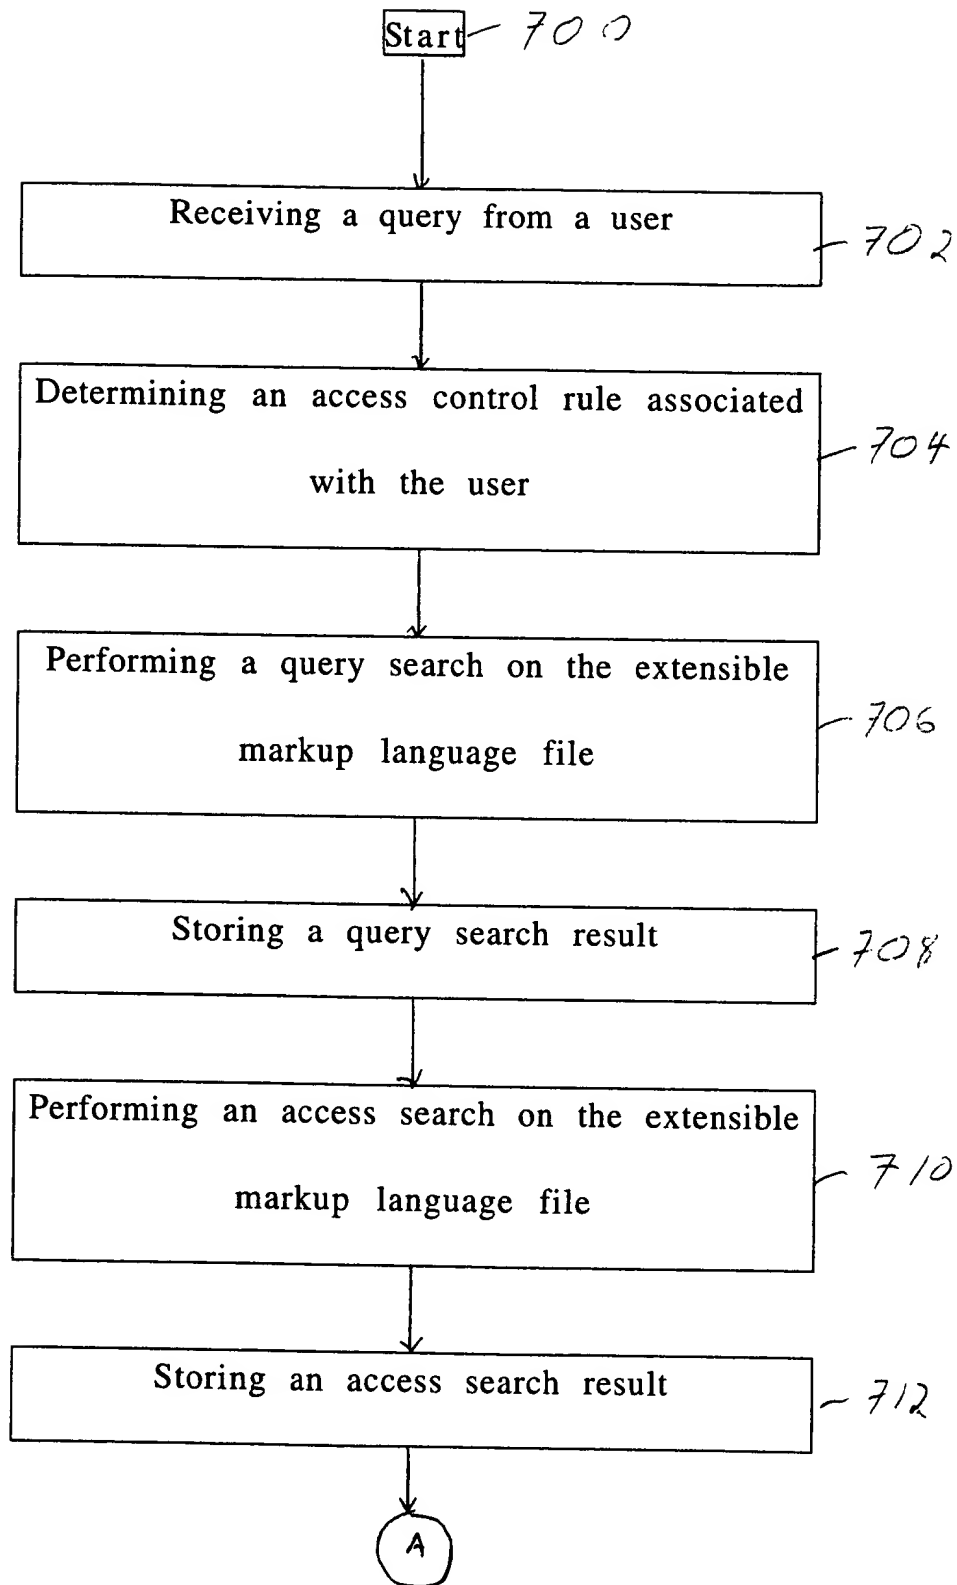 Start 700
Receiving a query from a user
702
Determining an access control rule associated
704
with the user
Performing a query search on the extensible
706
markup language file
Storing a query search result
708
Performing an access search on the extensible
710
markup language file
Storing an access search result
712
A